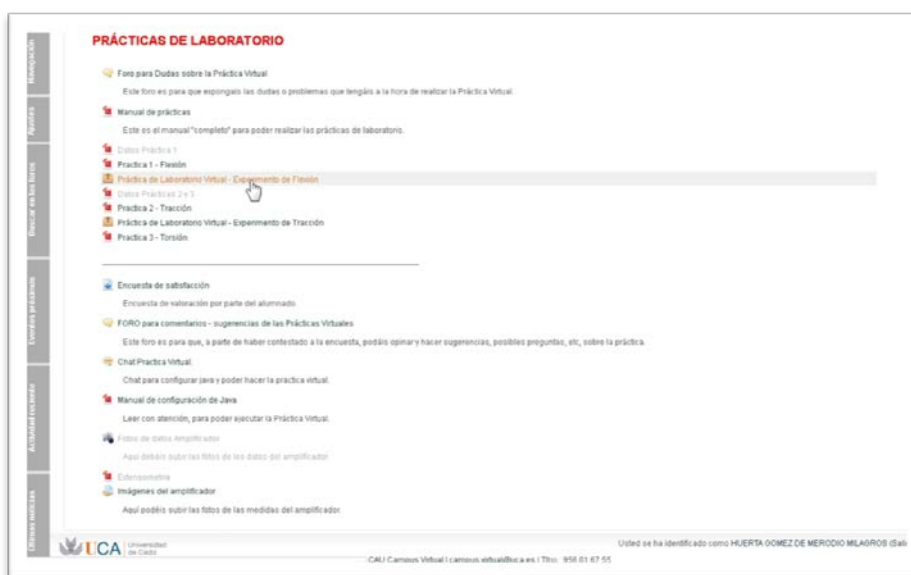 PRÁCTICAS DE LABORATORIO
Foro para Dudas sobre la Práctica Virtual
Este foro es para que expongais las dudas o problemas que tengáis a la hora de realizar la Práctica Virtual.
Manual de prácticas
Este es el manual "completo" para poder realizar las prácticas de laboratorio.
Datos Práctica 1
Practica 1 - Flexión
Práctica de Laboratorio Virtual - Experimento de Flexión
Datos Prácticas 2 y 3
Practica 2 - Tracción
Práctica de Laboratorio Virtual - Experimento de Tracción
Practica 3 - Torsión
Encuesta de satisfacción
Encuesta de valoración por parte del alumnado.
FORO para comentarios - sugerencias de las Prácticas Virtuales
Este foro es para que, a parte de haber contestado a la encuesta, podáis opinar y hacer sugerencias, posibles preguntas, etc, sobre la práctica.
Chat Practica Virtual.
Chat para configurar java y poder hacer la practica virtual.
Manual de configuración de Java
Leer con atención, para poder ejecutar la Práctica Virtual.
Fotos de datos Amplificador
Aqui debéis subir las fotos de los datos del amplificador
Extensometria
Imágenes del amplificador
Aquí podéis subir las fotos de las medidas del amplificador.
Navegación
Ajustes
Buscar en los foros
Eventos próximos
Actividad reciente
Últimas noticias
UCA Universidad de Cádiz
Usted se ha identificado como HUERTA GOMEZ DE MERODIO MILAGROS (Sali
CAU Campus Virtual | campus.virtual@uca.es | Tfno. 956 01 67 55